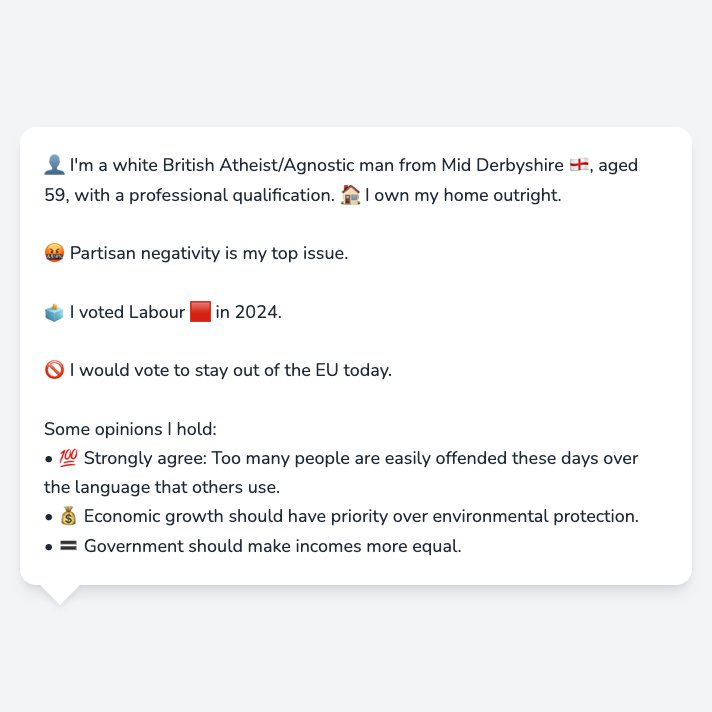 👤 I'm a white British Atheist/Agnostic man from Mid Derbyshire 🏴󠁧󠁢󠁥󠁮󠁧󠁿, aged
59, with a professional qualification. 🏠 I own my home outright.
🤬 Partisan negativity is my top issue.
🗳️ I voted Labour 🟥 in 2024.
🚫 I would vote to stay out of the EU today.
Some opinions I hold:
• 💯 Strongly agree: Too many people are easily offended these days over
the language that others use.
• 💰 Economic growth should have priority over environmental protection.
• 🟰 Government should make incomes more equal.